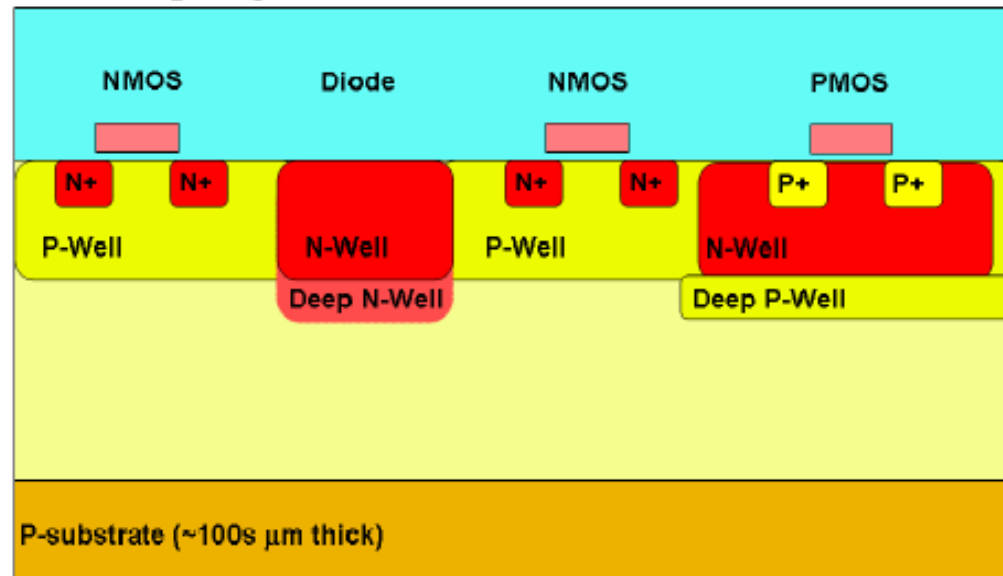 NMOS Diode NMOS PMOS
N+ N+ N+ N+ P+ P+
P-Well N-Well P-Well N-Well
Deep N-Well Deep P-Well
P-substrate (~100s μm thick)